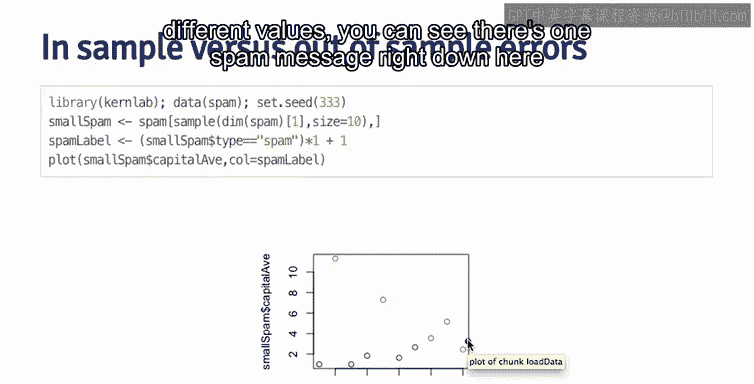 In sample versus out of sample errors
different values, you can see there's one
spam message right down here
library(kernlab); data(spam); set.seed(333)
smallSpam <- spam[sample(dim(spam)[1],size=10),]
spamLabel <- (smallSpam$type=="spam")*1 + 1
plot(smallSpam$capitalAve,col=spamLabel)
smallSpam$capitalAve
10
8
6
4
2
plot of chunk loadData